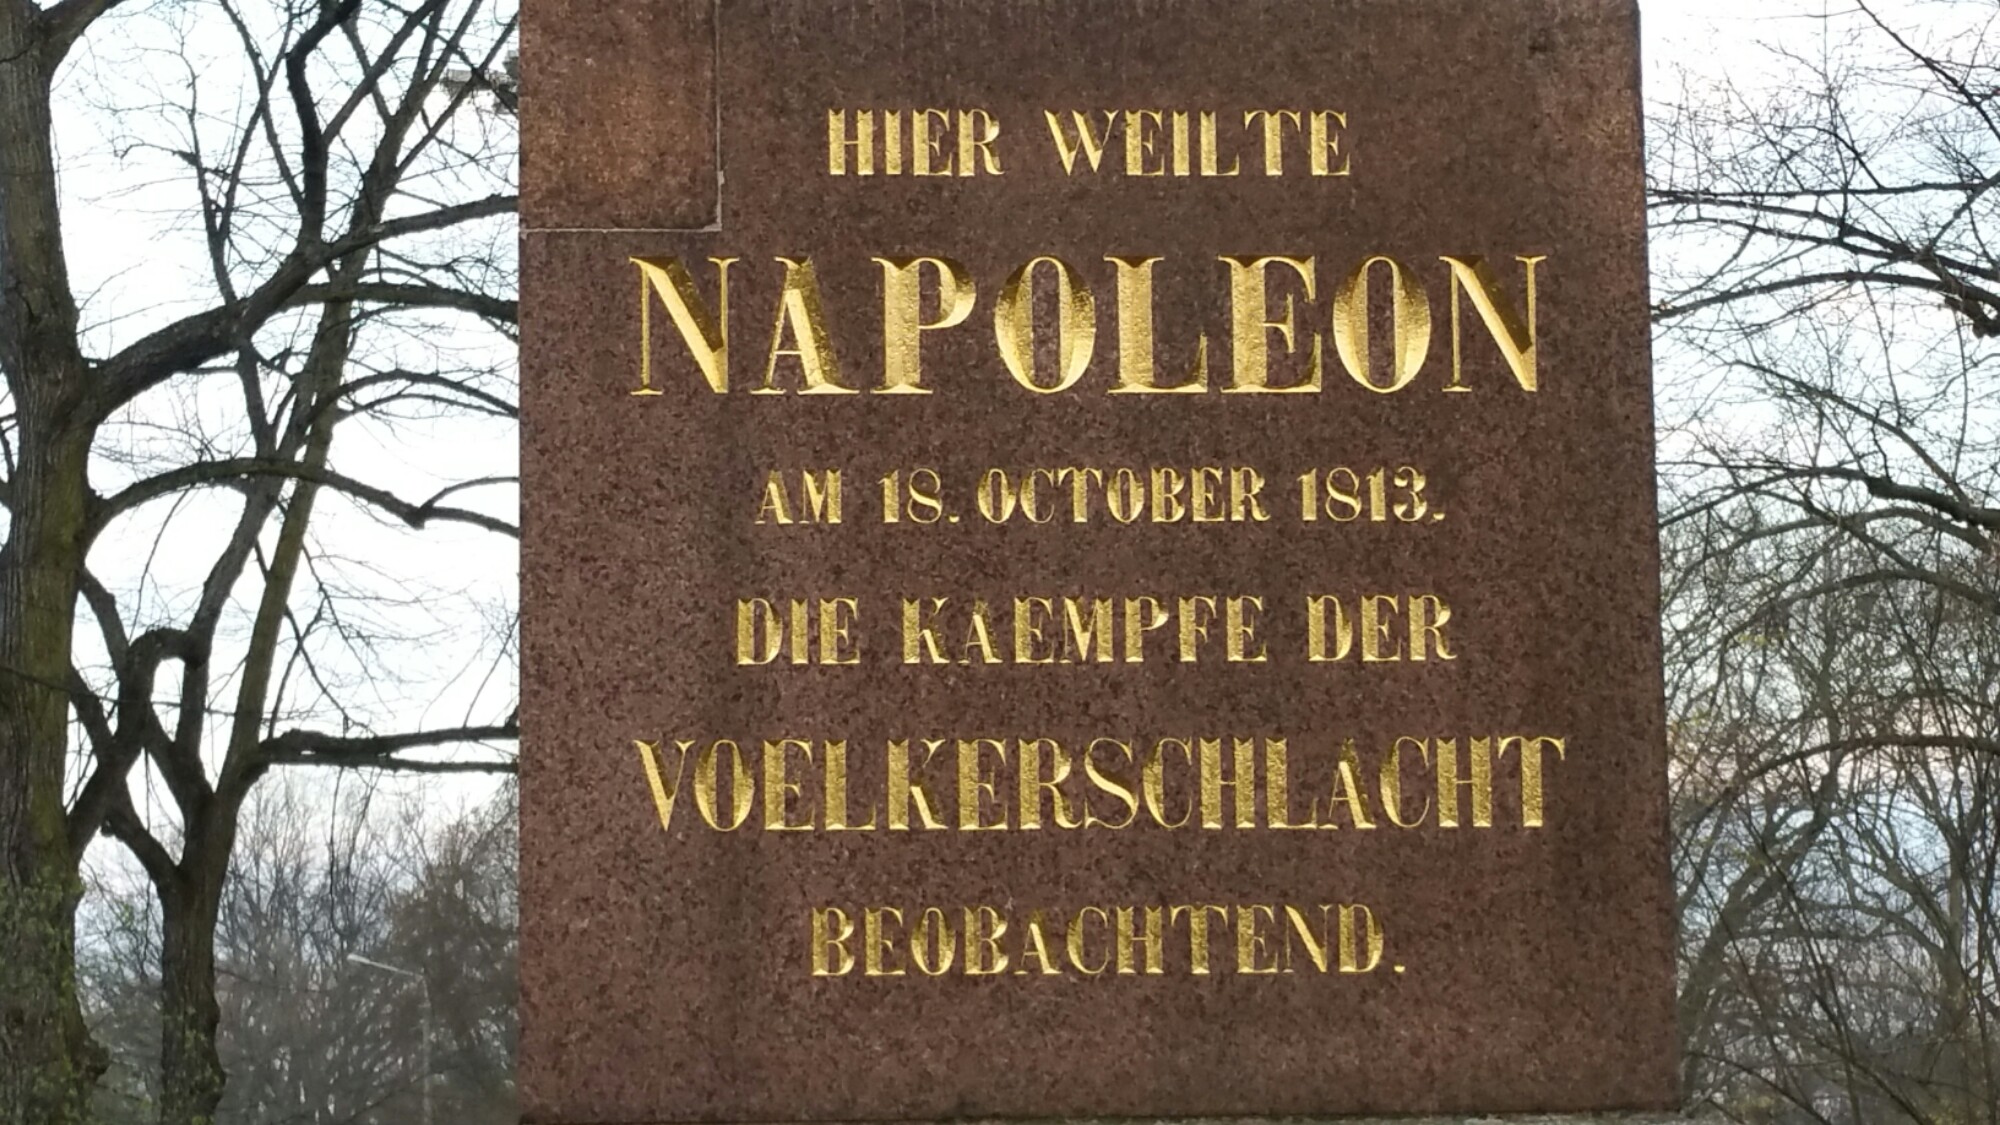 HIER WEILTE
NAPOLEON
AM 18. OCTOBER 1813.
DIE KAEMPFE DER
VOELKERSCHLACHT
BEOBACHTEND.